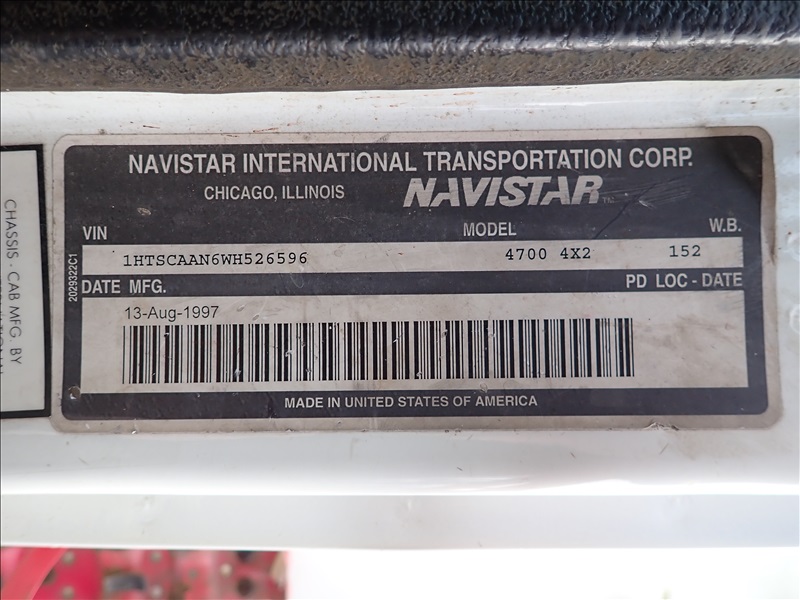 NAVISTAR INTERNATIONAL TRANSPORTATION CORP.
CHICAGO, ILLINOIS NAVISTAR
VIN MODEL W.B.
1HTSCAAN6WH526596 4700 4X2 152
DATE MFG. PD LOC - DATE
13-Aug-1997
MADE IN UNITED STATES OF AMERICA
2029322C1
CHASSIS - CAB MFG. BY